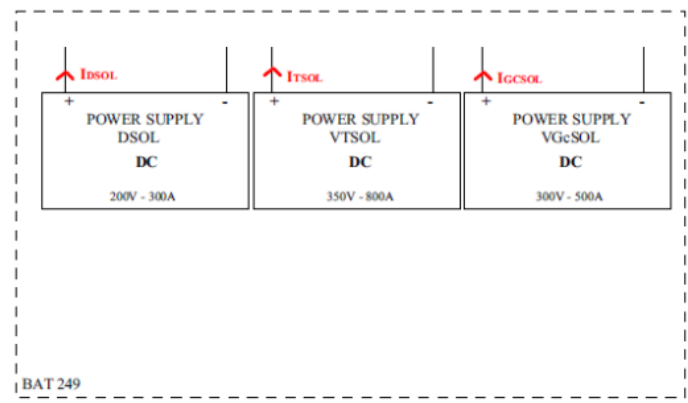 IDSOL
ITSOL
IGCSOL
+ -
+ -
+ -
POWER SUPPLY
DSOL
DC
200V - 300A
POWER SUPPLY
VTSOL
DC
350V - 800A
POWER SUPPLY
VGcSOL
DC
300V - 500A
BAT 249